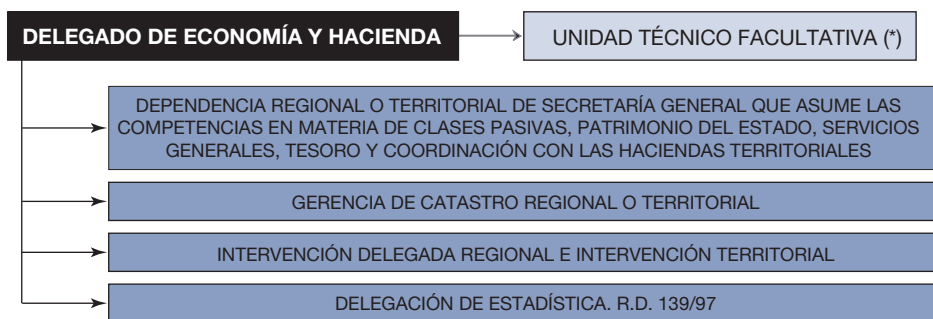 DELEGADO DE ECONOMÍA Y HACIENDA
UNIDAD TÉCNICO FACULTATIVA (*)
DEPENDENCIA REGIONAL O TERRITORIAL DE SECRETARÍA GENERAL QUE ASUME LAS
COMPETENCIAS EN MATERIA DE CLASES PASIVAS, PATRIMONIO DEL ESTADO, SERVICIOS
GENERALES, TESORO Y COORDINACIÓN CON LAS HACIENDAS TERRITORIALES
GERENCIA DE CATASTRO REGIONAL O TERRITORIAL
INTERVENCIÓN DELEGADA REGIONAL E INTERVENCIÓN TERRITORIAL
DELEGACIÓN DE ESTADÍSTICA. R.D. 139/97